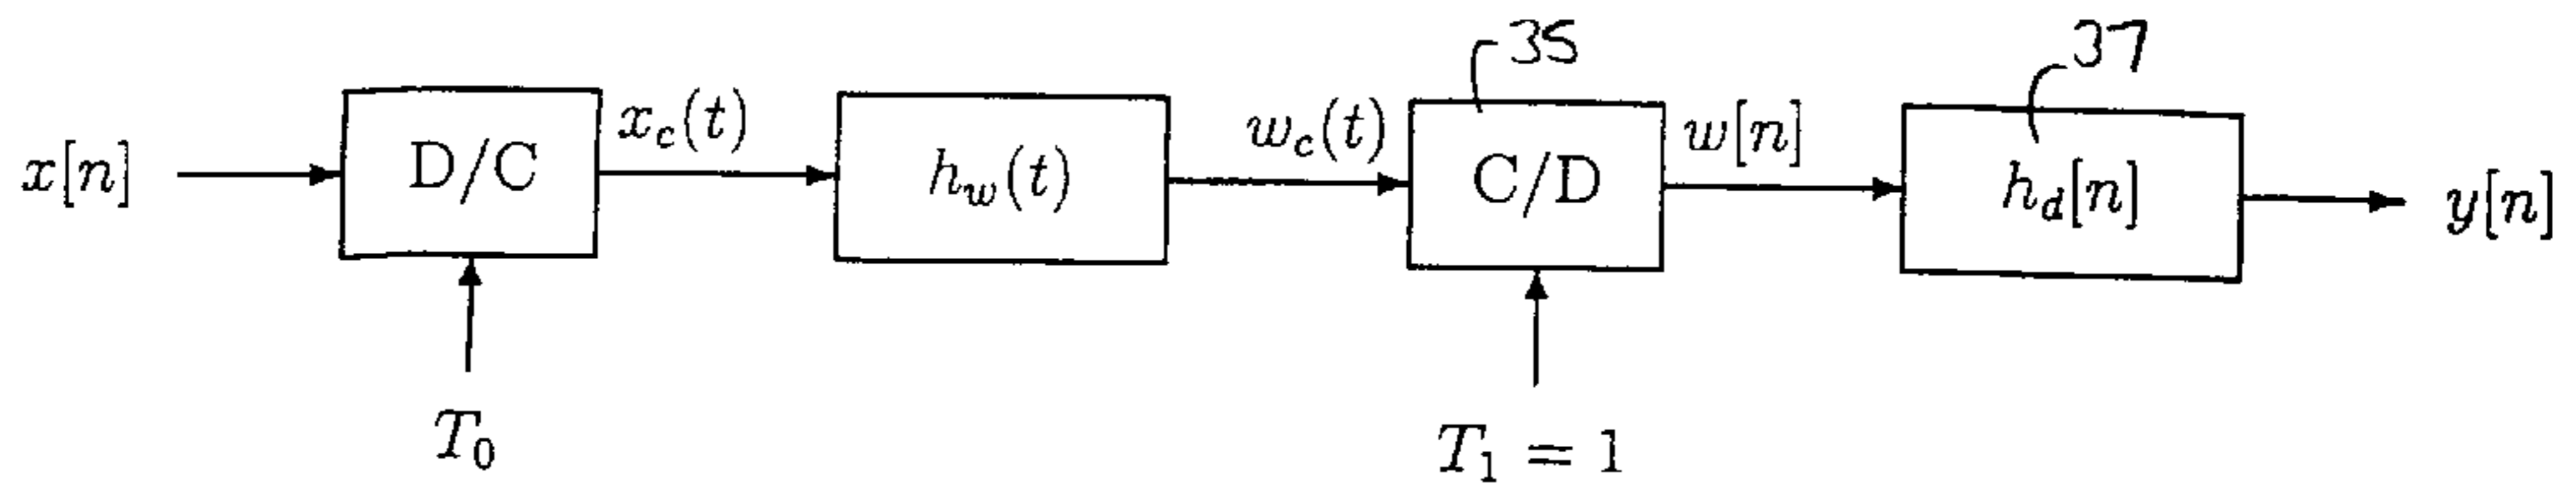 35
37
x[n]
D/C
x_c(t)
h_w(t)
w_c(t)
C/D
w[n]
h_d[n]
y[n]
T_0
T_1 = 1